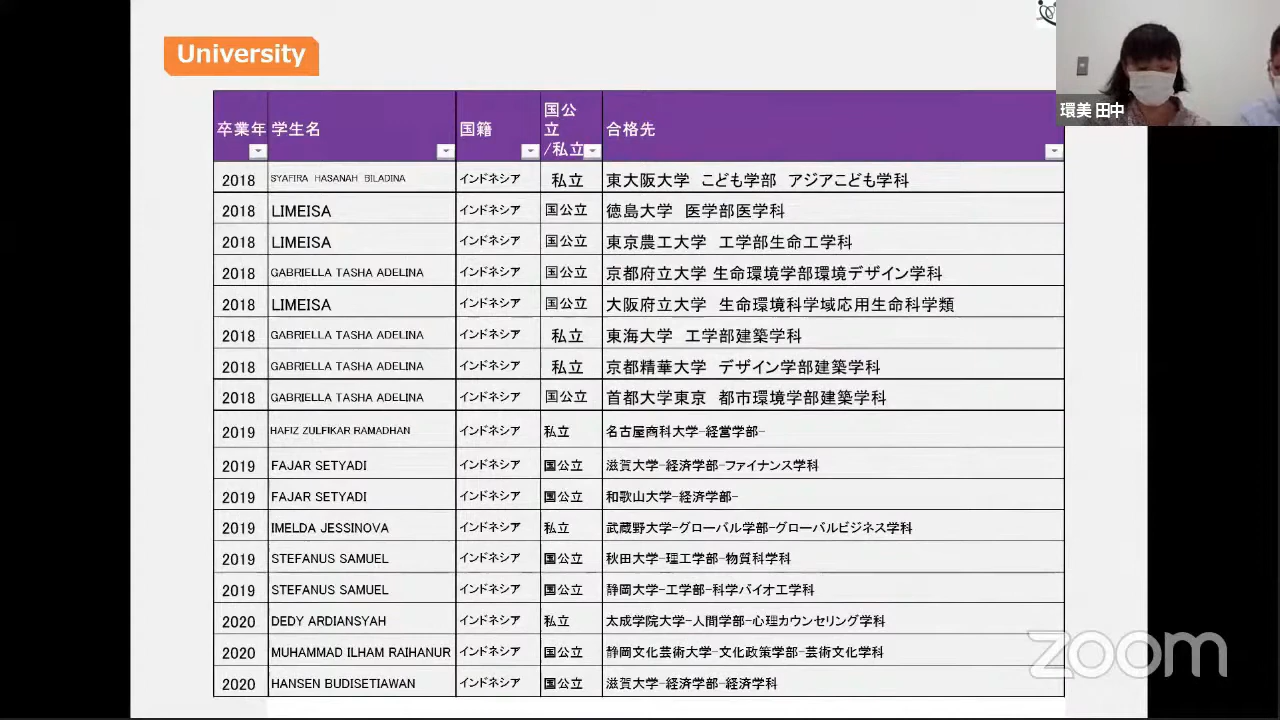 University
環美 田中
卒業年 学生名 国籍 国公立/私立 合格先
2018 SYAFIRA HASANAH BILADINA インドネシア 私立 東大阪大学 こども学部 アジアこども学科
2018 LIMEISA インドネシア 国公立 徳島大学 医学部医学科
2018 LIMEISA インドネシア 国公立 東京農工大学 工学部生命工学科
2018 GABRIELLA TASHA ADELINA インドネシア 国公立 京都府立大学 生命環境学部環境デザイン学科
2018 LIMEISA インドネシア 国公立 大阪府立大学 生命環境科学域応用生命科学類
2018 GABRIELLA TASHA ADELINA インドネシア 私立 東海大学 工学部建築学科
2018 GABRIELLA TASHA ADELINA インドネシア 私立 京都精華大学 デザイン学部建築学科
2018 GABRIELLA TASHA ADELINA インドネシア 国公立 首都大学東京 都市環境学部建築学科
2019 HAFIZ ZULFIKAR RAMADHAN インドネシア 私立 名古屋商科大学-経営学部-
2019 FAJAR SETYADI インドネシア 国公立 滋賀大学-経済学部-ファイナンス学科
2019 FAJAR SETYADI インドネシア 国公立 和歌山大学-経済学部-
2019 IMELDA JESSINOVA インドネシア 私立 武蔵野大学-グローバル学部-グローバルビジネス学科
2019 STEFANUS SAMUEL インドネシア 国公立 秋田大学-理工学部-物質科学科
2019 STEFANUS SAMUEL インドネシア 国公立 静岡大学-工学部-科学バイオ工学科
2020 DEDY ARDIANSYAH インドネシア 私立 太成学院大学-人間学部-心理カウンセリング学科
2020 MUHAMMAD ILHAM RAIHANUR インドネシア 国公立 静岡文化芸術大学-文化政策学部-芸術文化学科
2020 HANSEN BUDISETIAWAN インドネシア 国公立 滋賀大学-経済学部-経済学科
zoom